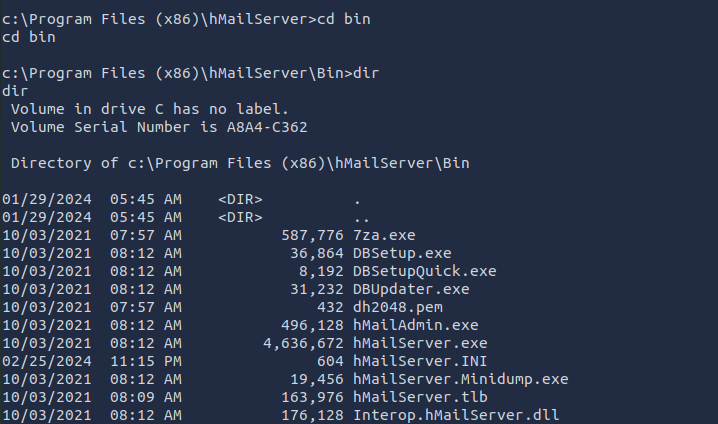 c:\Program Files (x86)\hMailServer>cd bin
cd bin
c:\Program Files (x86)\hMailServer\Bin>dir
dir
 Volume in drive C has no label.
 Volume Serial Number is A8A4-C362
 Directory of c:\Program Files (x86)\hMailServer\Bin
01/29/2024  05:45 AM    <DIR>          .
01/29/2024  05:45 AM    <DIR>          ..
10/03/2021  07:57 AM           587,776 7za.exe
10/03/2021  08:12 AM            36,864 DBSetup.exe
10/03/2021  08:12 AM             8,192 DBSetupQuick.exe
10/03/2021  08:12 AM            31,232 DBUpdater.exe
10/03/2021  07:57 AM               432 dh2048.pem
10/03/2021  08:12 AM           496,128 hMailAdmin.exe
10/03/2021  08:12 AM         4,636,672 hMailServer.exe
02/25/2024  11:15 PM               604 hMailServer.INI
10/03/2021  08:12 AM            19,456 hMailServer.Minidump.exe
10/03/2021  08:09 AM           163,976 hMailServer.tlb
10/03/2021  08:12 AM           176,128 Interop.hMailServer.dll